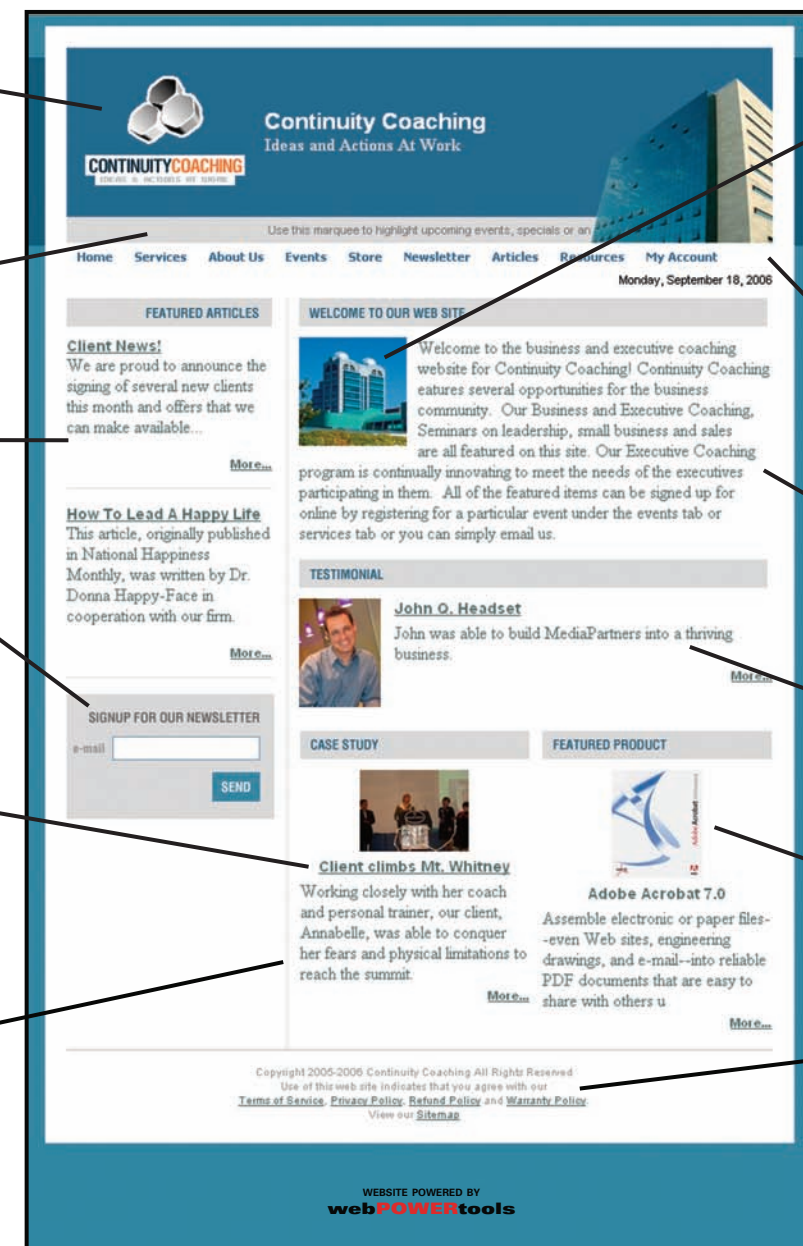 CONTINUITYCOACHING
IDEAS & ACTIONS AT WORK
Continuity Coaching
Ideas and Actions At Work
Use this marquee to highlight upcoming events, specials or an
Home Services About Us Events Store Newsletter Articles Resources My Account
Monday, September 18, 2006
FEATURED ARTICLES
Client News!
We are proud to announce the
signing of several new clients
this month and offers that we
can make available...
More...
How To Lead A Happy Life
This article, originally published
in National Happiness
Monthly, was written by Dr.
Donna Happy-Face in
cooperation with our firm.
More...
SIGNUP FOR OUR NEWSLETTER
e-mail
SEND
WELCOME TO OUR WEB SITE
Welcome to the business and executive coaching
website for Continuity Coaching! Continuity Coaching
eatures several opportunities for the business
community. Our Business and Executive Coaching,
Seminars on leadership, small business and sales
are all featured on this site. Our Executive Coaching
program is continually innovating to meet the needs of the executives
participating in them. All of the featured items can be signed up for
online by registering for a particular event under the events tab or
services tab or you can simply email us.
TESTIMONIAL
John Q. Headset
John was able to build MediaPartners into a thriving
business.
More...
CASE STUDY
Client climbs Mt. Whitney
Working closely with her coach
and personal trainer, our client,
Annabelle, was able to conquer
her fears and physical limitations to
reach the summit.
More...
FEATURED PRODUCT
Adobe Acrobat
Adobe Acrobat 7.0
Assemble electronic or paper files-
-even Web sites, engineering
drawings, and e-mail--into reliable
PDF documents that are easy to
share with others u
More...
Copyright 2005-2006 Continuity Coaching All Rights Reserved
Use of this web site indicates that you agree with our
Terms of Service, Privacy Policy, Refund Policy and Warranty Policy.
View our Sitemap
WEBSITE POWERED BY
webPOWERtools